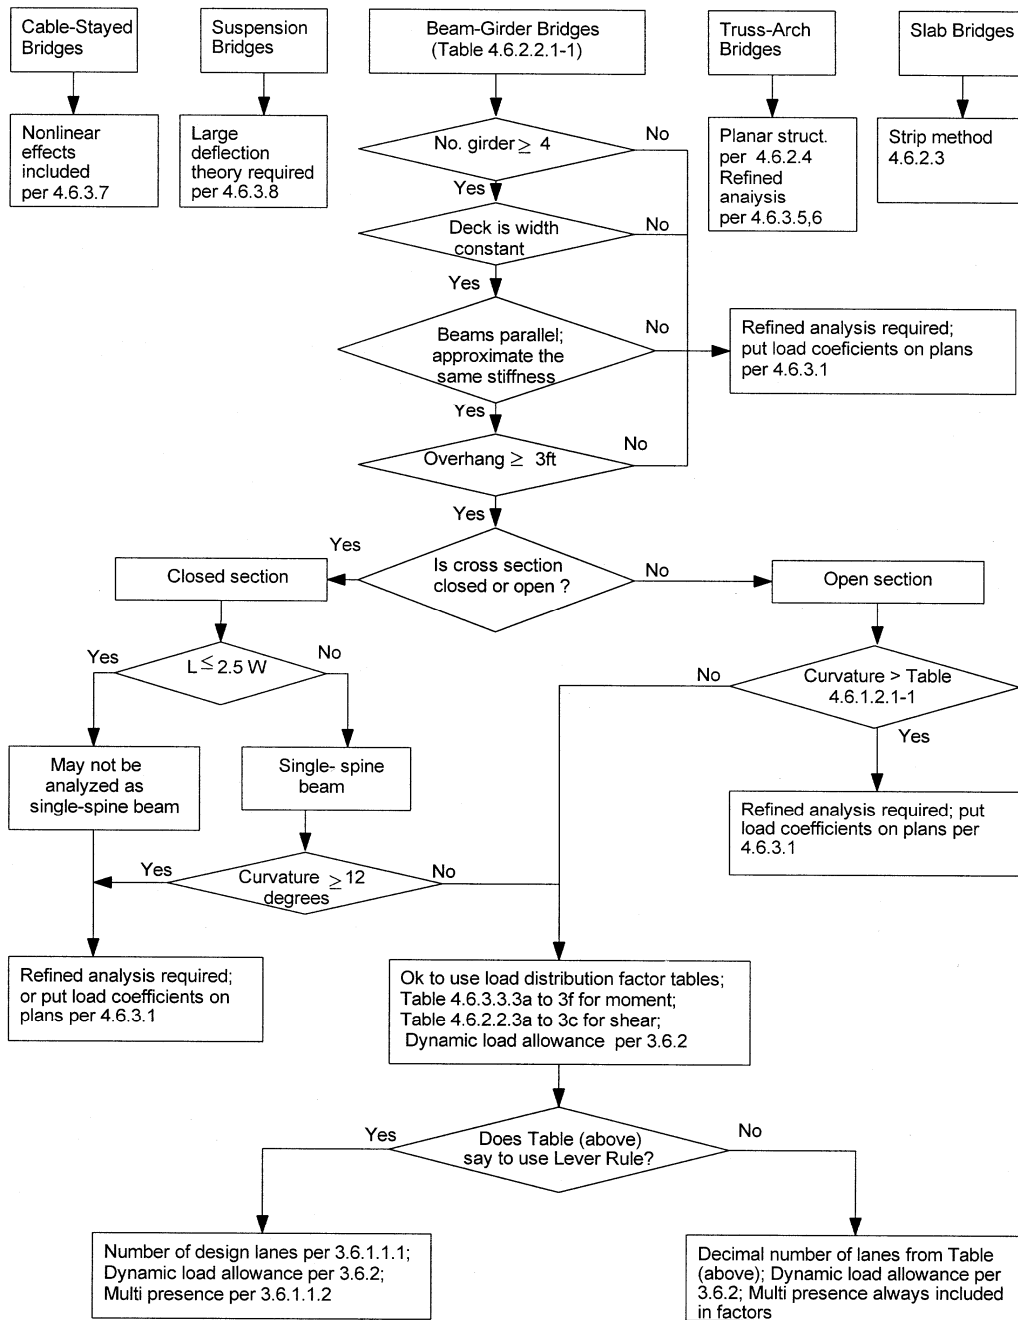 Cable-Stayed
Bridges
Suspension
Bridges
Beam-Girder Bridges
(Table 4.6.2.2.1-1)
Truss-Arch
Bridges
Slab Bridges
Nonlinear
effects
included
per 4.6.3.7
Large
deflection
theory required
per 4.6.3.8
No. girder ≥ 4
No
Yes
Planar struct.
per 4.6.2.4
Refined
anaiysis
per 4.6.3.5,6
Strip method
4.6.2.3
Deck is width
constant
No
Yes
Beams parallel;
approximate the
same stiffness
No
Yes
Refined analysis required;
put load coeficients on plans
per 4.6.3.1
Overhang ≥ 3ft
No
Yes
Is cross section
closed or open ?
Yes
No
Closed section
Open section
L ≤ 2.5 W
Yes
No
Curvature > Table
4.6.1.2.1-1
No
Yes
May not be
analyzed as
single-spine beam
Single- spine
beam
Refined analysis required; put
load coefficients on plans per
4.6.3.1
Curvature ≥ 12
degrees
Yes
No
Refined analysis required;
or put load coefficients on
plans per 4.6.3.1
Ok to use load distribution factor tables;
Table 4.6.3.3.3a to 3f for moment;
Table 4.6.2.2.3a to 3c for shear;
Dynamic load allowance per 3.6.2
Does Table (above)
say to use Lever Rule?
Yes
No
Number of design lanes per 3.6.1.1.1;
Dynamic load allowance per 3.6.2;
Multi presence per 3.6.1.1.2
Decimal number of lanes from Table
(above); Dynamic load allowance per
3.6.2; Multi presence always included
in factors